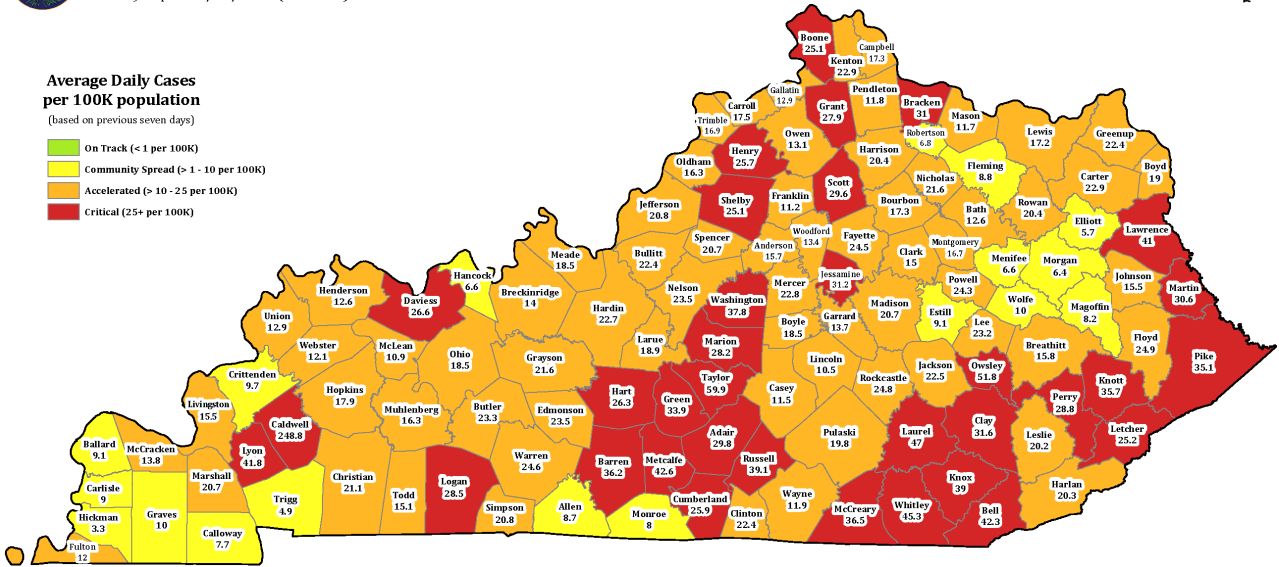 Average Daily Cases
per 100K population
(based on previous seven days)
On Track (< 1 per 100K)
Community Spread (> 1 - 10 per 100K)
Accelerated (> 10 - 25 per 100K)
Critical (25+ per 100K)
Boone
25.1
Kenton
22.9
Campbell
17.3
Gallatin
12.9
Carroll
17.5
Trimble
16.9
Grant
27.9
Pendleton
11.8
Bracken
31
Mason
11.7
Robertson
6.8
Lewis
17.2
Greenup
22.4
Owen
13.1
Henry
25.7
Oldham
16.3
Harrison
20.4
Fleming
8.8
Boyd
19
Carter
22.9
Nicholas
21.6
Scott
29.6
Shelby
25.1
Franklin
11.2
Jefferson
20.8
Bourbon
17.3
Bath
12.6
Rowan
20.4
Elliott
5.7
Lawrence
41
Spencer
20.7
Anderson
15.7
Woodford
13.4
Fayette
24.5
Clark
15
Montgomery
16.7
Menifee
6.6
Morgan
6.4
Johnson
15.5
Martin
30.6
Meade
18.5
Bullitt
22.4
Hancock
6.6
Breckinridge
14
Nelson
23.5
Washington
37.8
Mercer
22.8
Jessamine
31.2
Madison
20.7
Powell
24.3
Estill
9.1
Wolfe
10
Magoffin
8.2
Henderson
12.6
Daviess
26.6
Union
12.9
Hardin
22.7
Larue
18.9
Marion
28.2
Boyle
18.5
Garrard
13.7
Lee
23.2
Breathitt
15.8
Floyd
24.9
Pike
35.1
Webster
12.1
McLean
10.9
Ohio
18.5
Grayson
21.6
Lincoln
10.5
Rockcastle
24.8
Jackson
22.5
Owsley
51.8
Knott
35.7
Perry
28.8
Crittenden
9.7
Hopkins
17.9
Livingston
15.5
Muhlenberg
16.3
Butler
23.3
Edmonson
23.5
Hart
26.3
Green
33.9
Taylor
59.9
Casey
11.5
Caldwell
248.8
Lyon
41.8
Adair
29.8
Pulaski
19.8
Laurel
47
Clay
31.6
Leslie
20.2
Letcher
25.2
Ballard
9.1
McCracken
13.8
Warren
24.6
Barren
36.2
Metcalfe
42.6
Russell
39.1
Knox
39
Harlan
20.3
Marshall
20.7
Christian
21.1
Carlisle
9
Trigg
4.9
Todd
15.1
Logan
28.5
Simpson
20.8
Allen
8.7
Monroe
8
Cumberland
25.9
Clinton
22.4
Wayne
11.9
McCreary
36.5
Whitley
45.3
Bell
42.3
Hickman
3.3
Graves
10
Calloway
7.7
Fulton
12